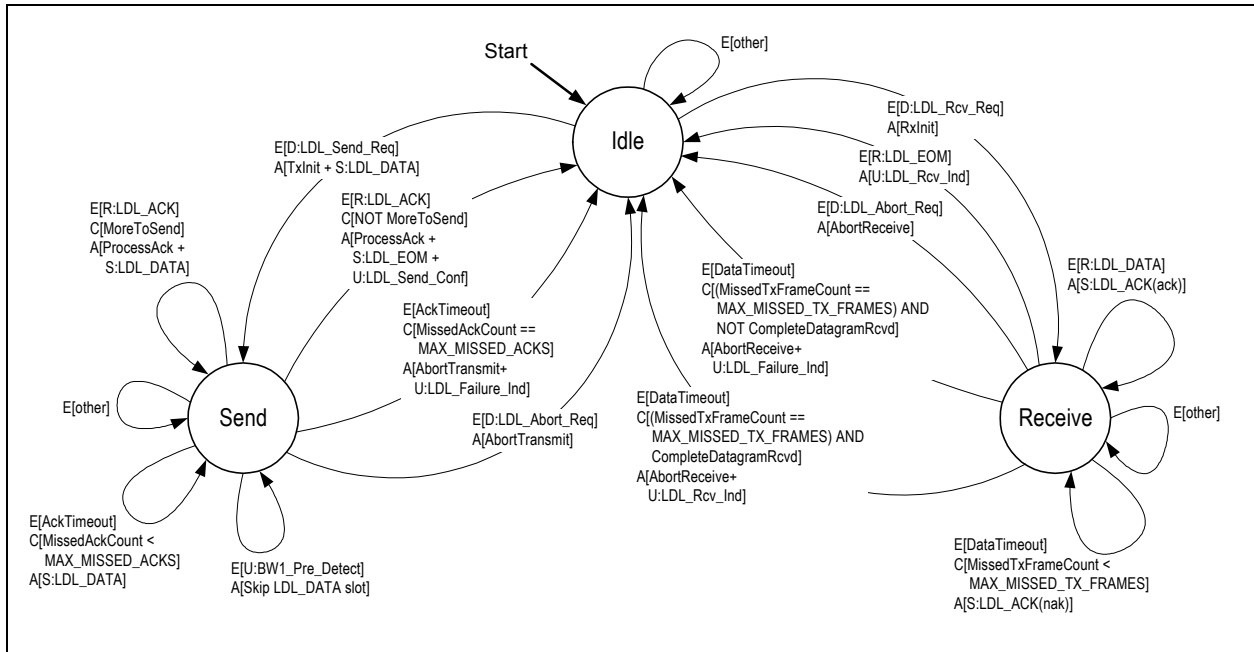 Start
E[other]
Idle
E[D:LDL_Rcv_Req]
A[RxInit]
E[D:LDL_Send_Req]
A[TxInit + S:LDL_DATA]
E[R:LDL_EOM]
A[U:LDL_Rcv_Ind]
E[R:LDL_ACK]
C[NOT MoreToSend]
A[ProcessAck +
S:LDL_EOM +
U:LDL_Send_Conf]
E[D:LDL_Abort_Req]
A[AbortReceive]
E[R:LDL_ACK]
C[MoreToSend]
A[ProcessAck +
S:LDL_DATA]
E[DataTimeout]
C[(MissedTxFrameCount ==
MAX_MISSED_TX_FRAMES) AND
NOT CompleteDatagramRcvd]
A[AbortReceive+
U:LDL_Failure_Ind]
E[R:LDL_DATA]
A[S:LDL_ACK(ack)]
E[AckTimeout]
C[MissedAckCount ==
MAX_MISSED_ACKS]
A[AbortTransmit+
U:LDL_Failure_Ind]
E[DataTimeout]
C[(MissedTxFrameCount ==
MAX_MISSED_TX_FRAMES) AND
CompleteDatagramRcvd]
A[AbortReceive+
U:LDL_Rcv_Ind]
E[other]
Send
E[D:LDL_Abort_Req]
A[AbortTransmit]
Receive
E[other]
E[AckTimeout]
C[MissedAckCount <
MAX_MISSED_ACKS]
A[S:LDL_DATA]
E[U:BW1_Pre_Detect]
A[Skip LDL_DATA slot]
E[DataTimeout]
C[MissedTxFrameCount <
MAX_MISSED_TX_FRAMES]
A[S:LDL_ACK(nak)]